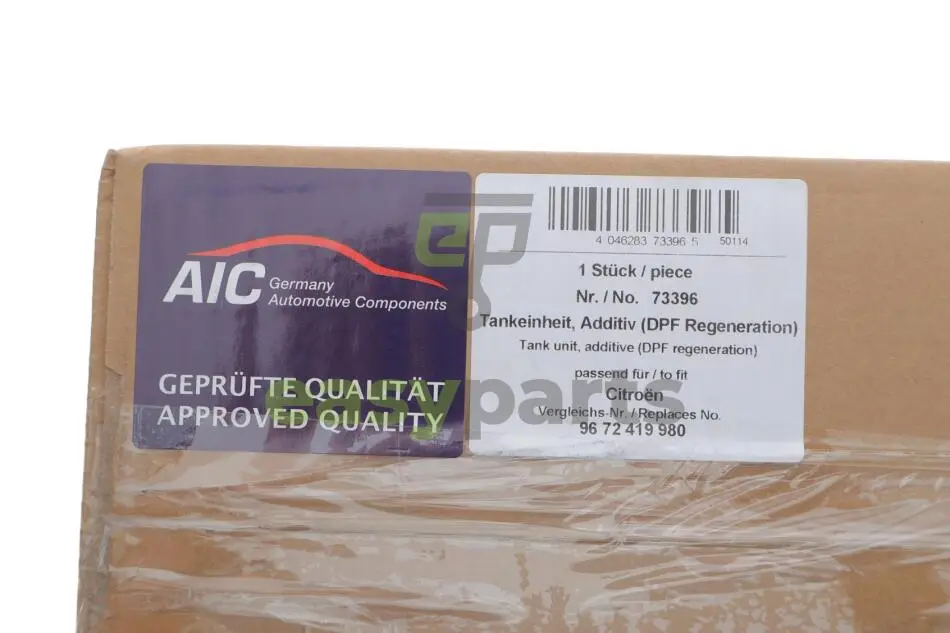 AIC Germany
Automotive Components
GEPRÜFTE QUALITÄT
APPROVED QUALITY
4 046283 73396 5 50114
1 Stück / piece
Nr. / No. 73396
Tankeinheit, Additiv (DPF Regeneration)
Tank unit, additive (DPF regeneration)
passend für / to fit
Citroën
Vergleichs-Nr. / Replaces No.
96 72 419 980
ep
easyparts